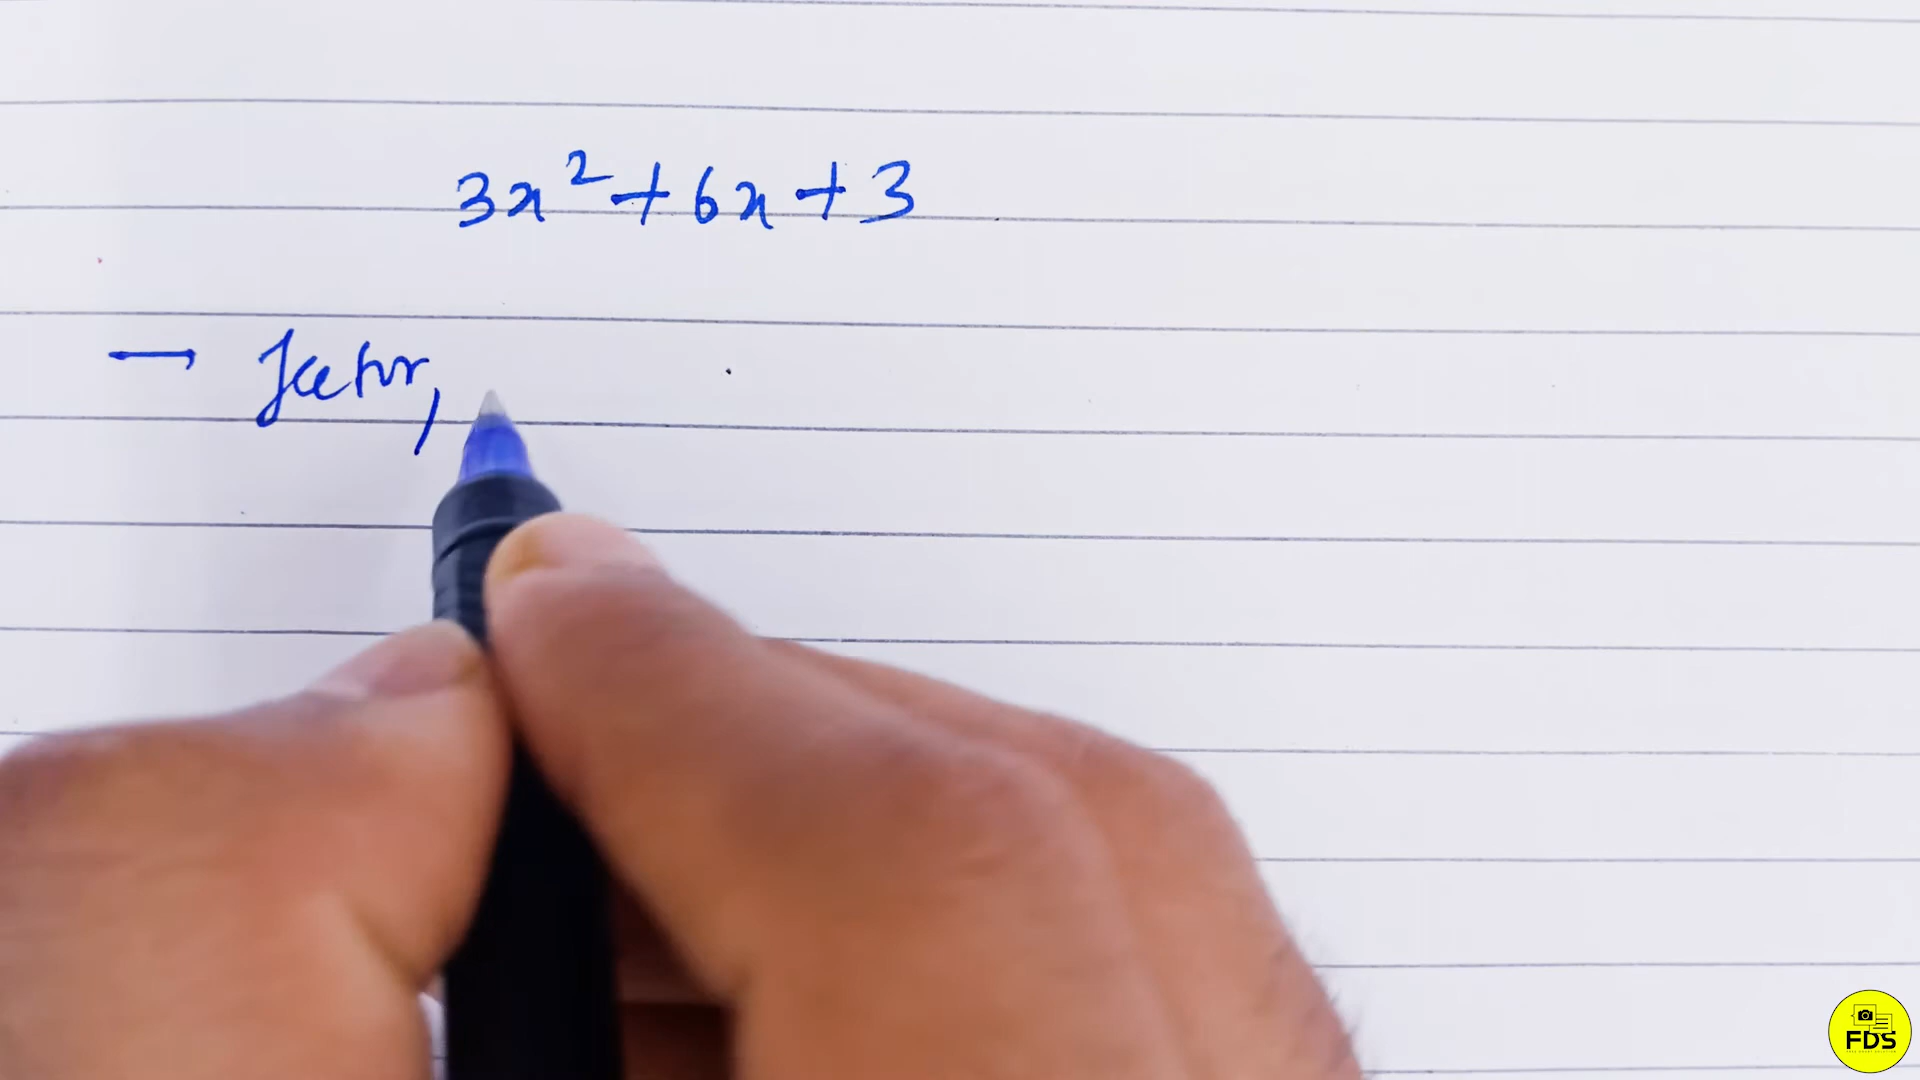 3x²+6x+3
→ factor,
FDS